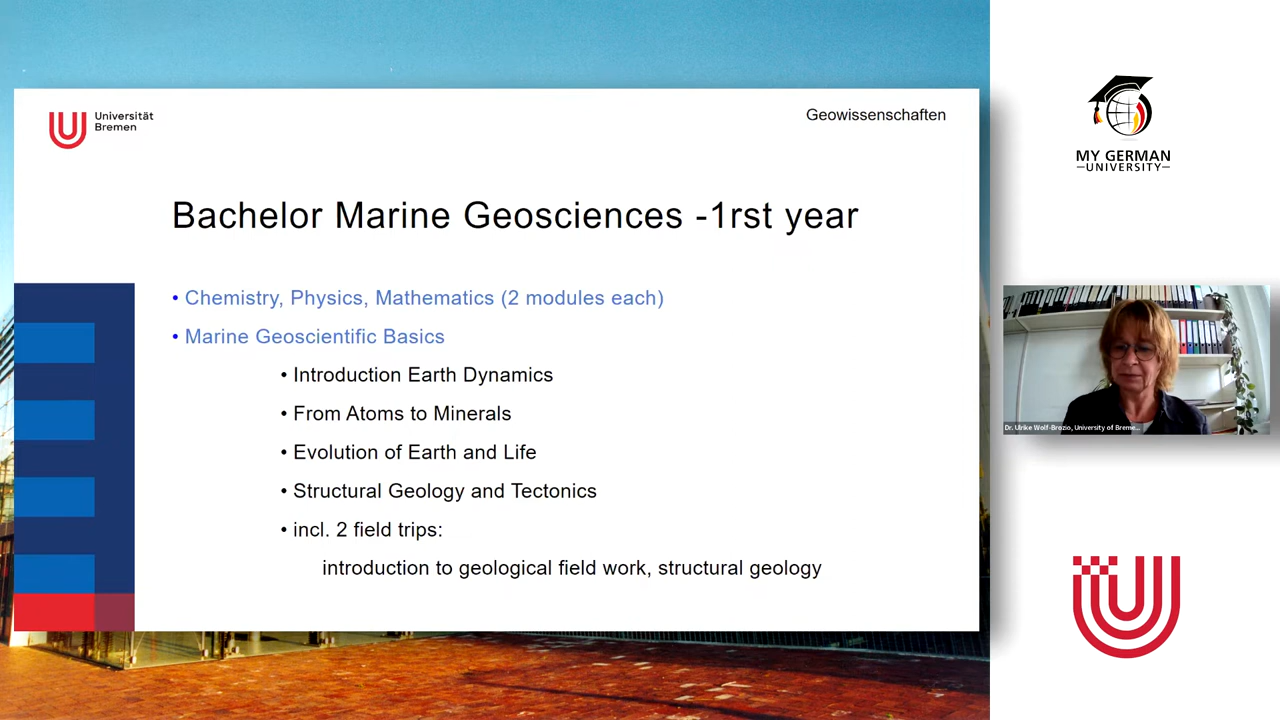 Universität
Bremen
Geowissenschaften
Bachelor Marine Geosciences -1rst year
• Chemistry, Physics, Mathematics (2 modules each)
• Marine Geoscientific Basics
• Introduction Earth Dynamics
• From Atoms to Minerals
• Evolution of Earth and Life
• Structural Geology and Tectonics
• incl. 2 field trips:
introduction to geological field work, structural geology
MY GERMAN
UNIVERSITY
Dr. Ulrike Wolf-Brozio, University of Breme...